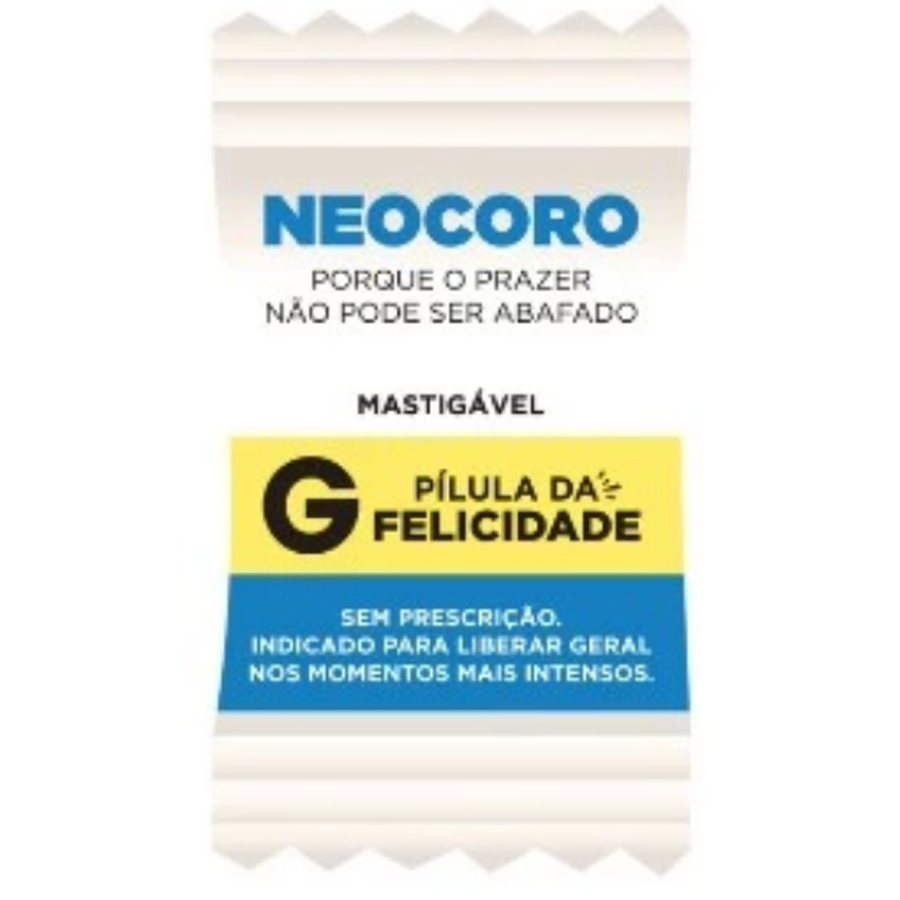 NEOCORO
PORQUE O PRAZER
NÃO PODE SER ABAFADO
MASTIGÁVEL
G PÍLULA DA
FELICIDADE
SEM PRESCRIÇÃO.
INDICADO PARA LIBERAR GERAL
NOS MOMENTOS MAIS INTENSOS.